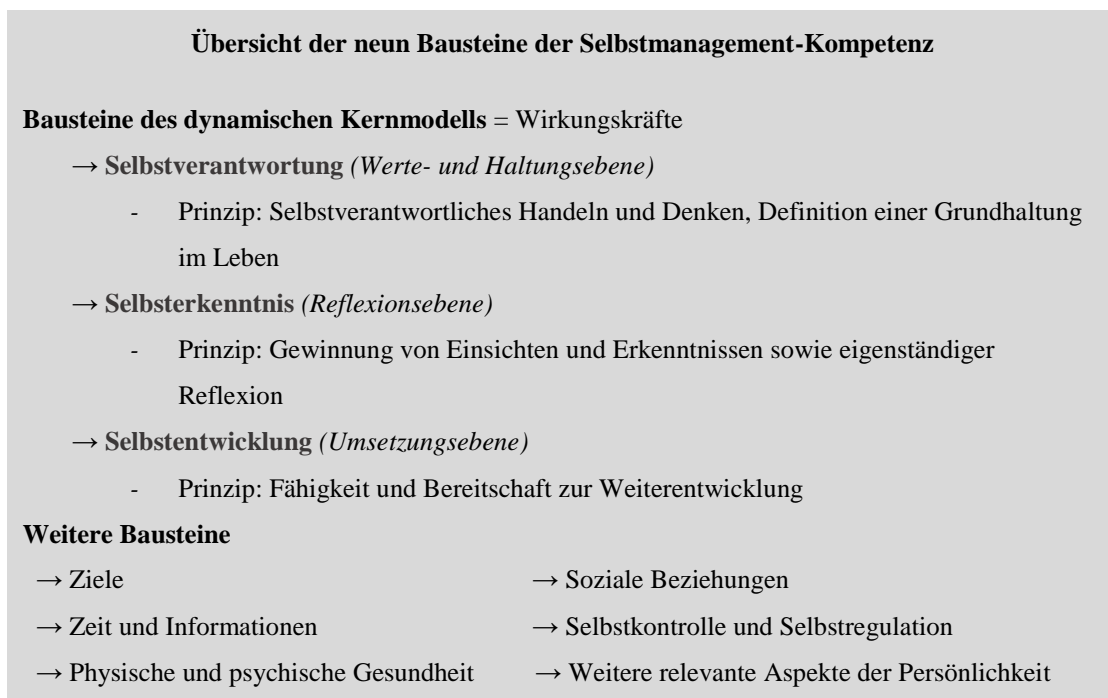 Übersicht der neun Bausteine der Selbstmanagement-Kompetenz
Bausteine des dynamischen Kernmodells = Wirkungskräfte
→ Selbstverantwortung (Werte- und Haltungsebene)
- Prinzip: Selbstverantwortliches Handeln und Denken, Definition einer Grundhaltung
im Leben
→ Selbsterkenntnis (Reflexionsebene)
- Prinzip: Gewinnung von Einsichten und Erkenntnissen sowie eigenständiger
Reflexion
→ Selbstentwicklung (Umsetzungsebene)
- Prinzip: Fähigkeit und Bereitschaft zur Weiterentwicklung
Weitere Bausteine
→ Ziele → Soziale Beziehungen
→ Zeit und Informationen → Selbstkontrolle und Selbstregulation
→ Physische und psychische Gesundheit → Weitere relevante Aspekte der Persönlichkeit